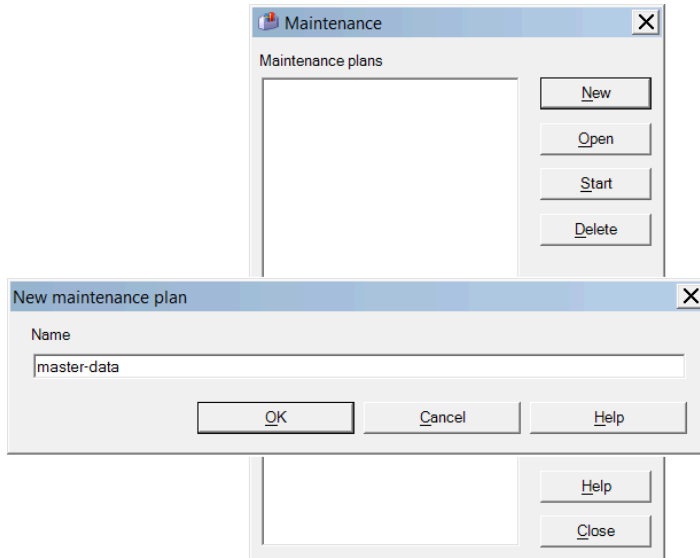 Maintenance
Maintenance plans
New
Open
Start
Delete
New maintenance plan
Name
master-data
OK Cancel Help
Help
Close